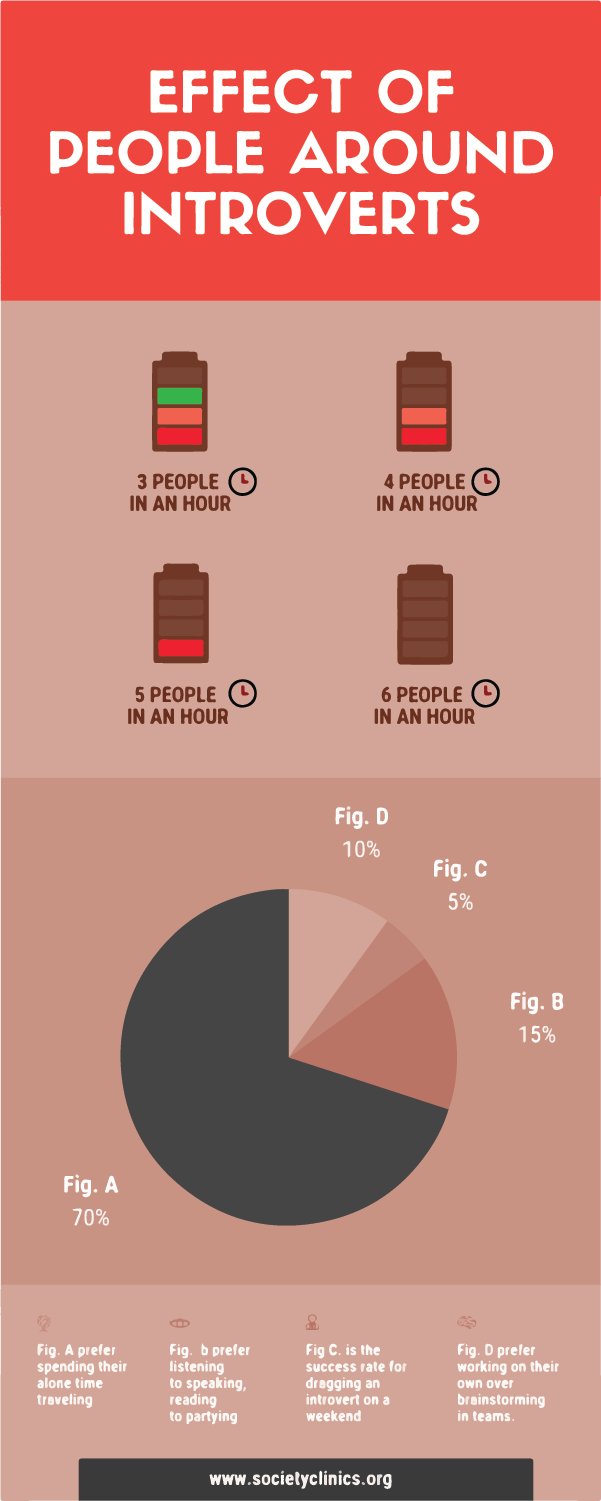 EFFECT OF
PEOPLE AROUND
INTROVERTS
3 PEOPLE
IN AN HOUR
4 PEOPLE
IN AN HOUR
5 PEOPLE
IN AN HOUR
6 PEOPLE
IN AN HOUR
Fig. D
10%
Fig. C
5%
Fig. B
15%
Fig. A
70%
Fig. A prefer
spending their
alone time
traveling
Fig. b prefer
listening
to speaking,
reading
to partying
Fig C. is the
success rate for
dragging an
introvert on a
weekend
Fig. D prefer
working on their
own over
brainstorming
in teams.
www.societyclinics.org